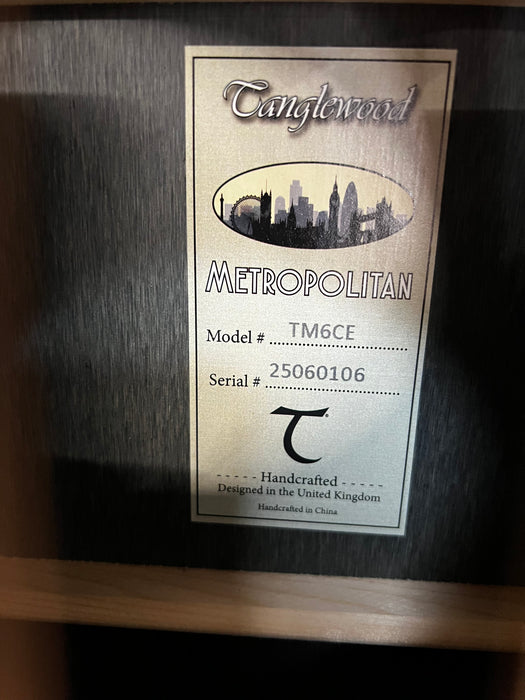 Tanglewood
METROPOLITAN
Model # TM6CE
Serial # 25060106
T®
- - - - - Handcrafted - - - - -
Designed in the United Kingdom
Handcrafted in China